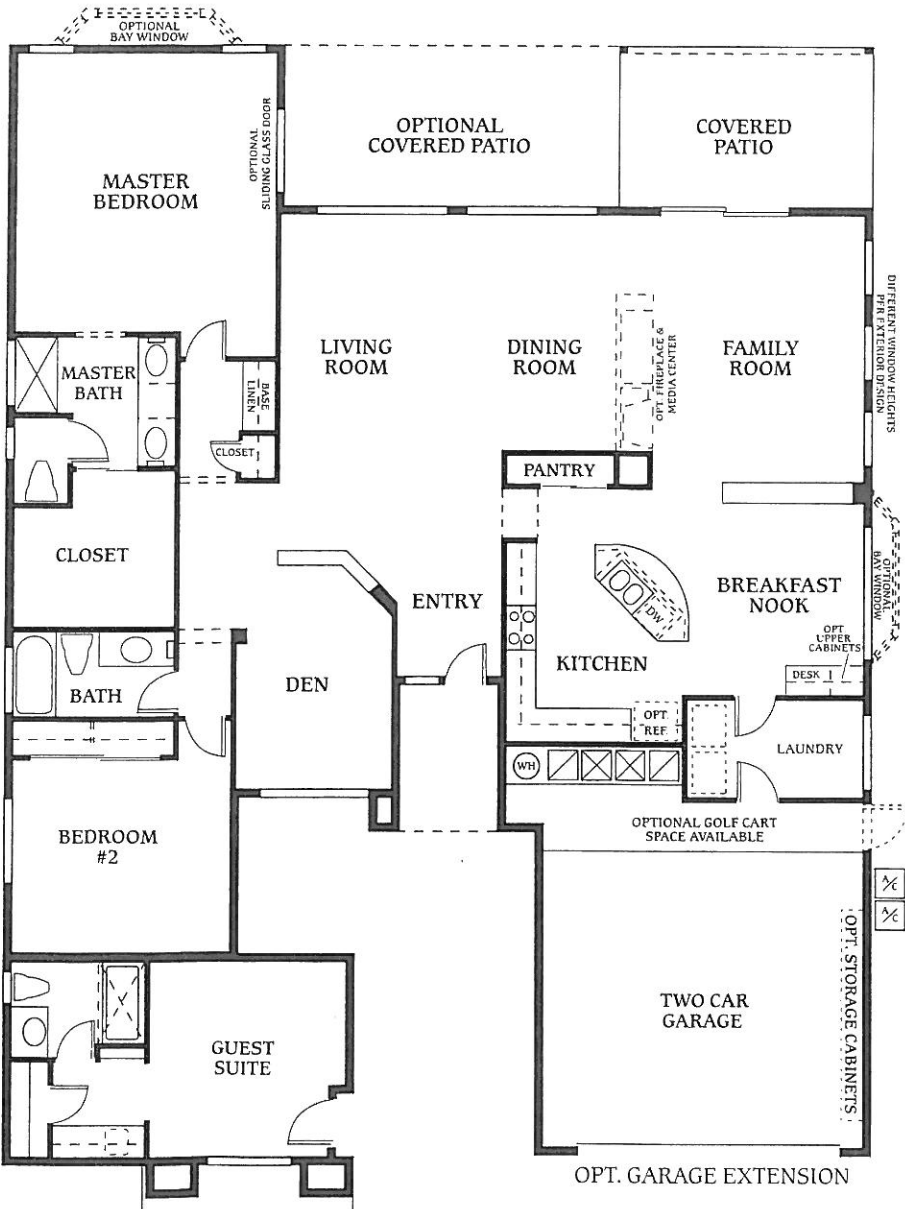 OPTIONAL
BAY WINDOW
OPTIONAL
SLIDING GLASS DOOR
OPTIONAL
COVERED PATIO
COVERED
PATIO
MASTER
BEDROOM
LIVING
ROOM
DINING
ROOM
OPT. FIREPLACE &
MEDIA CENTER
FAMILY
ROOM
DIFFERENT WINDOW HEIGHTS
PER EXTERIOR DESIGN
MASTER
BATH
BASE
LINEN
CLOSET
PANTRY
CLOSET
ENTRY
DW
BREAKFAST
NOOK
OPTIONAL
BAY WINDOW
OPT
UPPER
CABINETS
DESK
KITCHEN
BATH
DEN
OPT.
REF.
LAUNDRY
WH
BEDROOM
#2
OPTIONAL GOLF CART
SPACE AVAILABLE
A/C
A/C
OPT. STORAGE CABINETS
TWO CAR
GARAGE
GUEST
SUITE
OPT. GARAGE EXTENSION